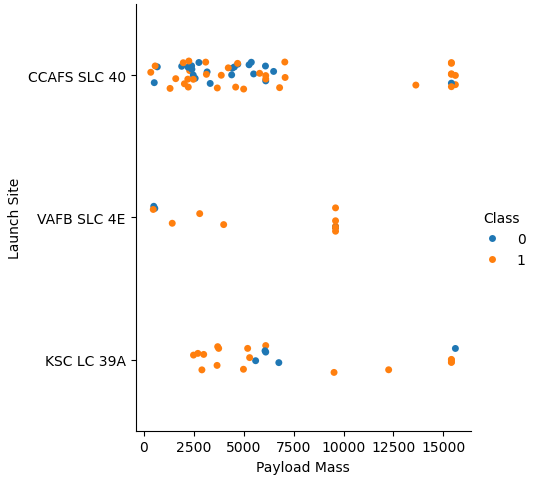 CCAFS SLC 40
VAFB SLC 4E
KSC LC 39A
Launch Site
0
2500
5000
7500
10000
12500
15000
Payload Mass
Class
0
1